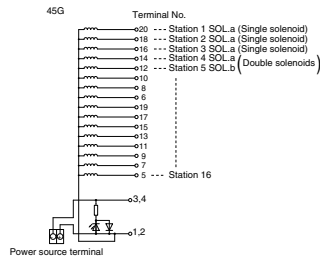 45G
Terminal No.
20 --- Station 1 SOL.a (Single solenoid)
18 --- Station 2 SOL.a (Single solenoid)
16 --- Station 3 SOL.a (Single solenoid)
14 --- Station 4 SOL.a
12 --- Station 5 SOL.b
(Double solenoids)
10
8
6
19
17
15
13
11
9
7
5 --- Station 16
3,4
1,2
Power source terminal